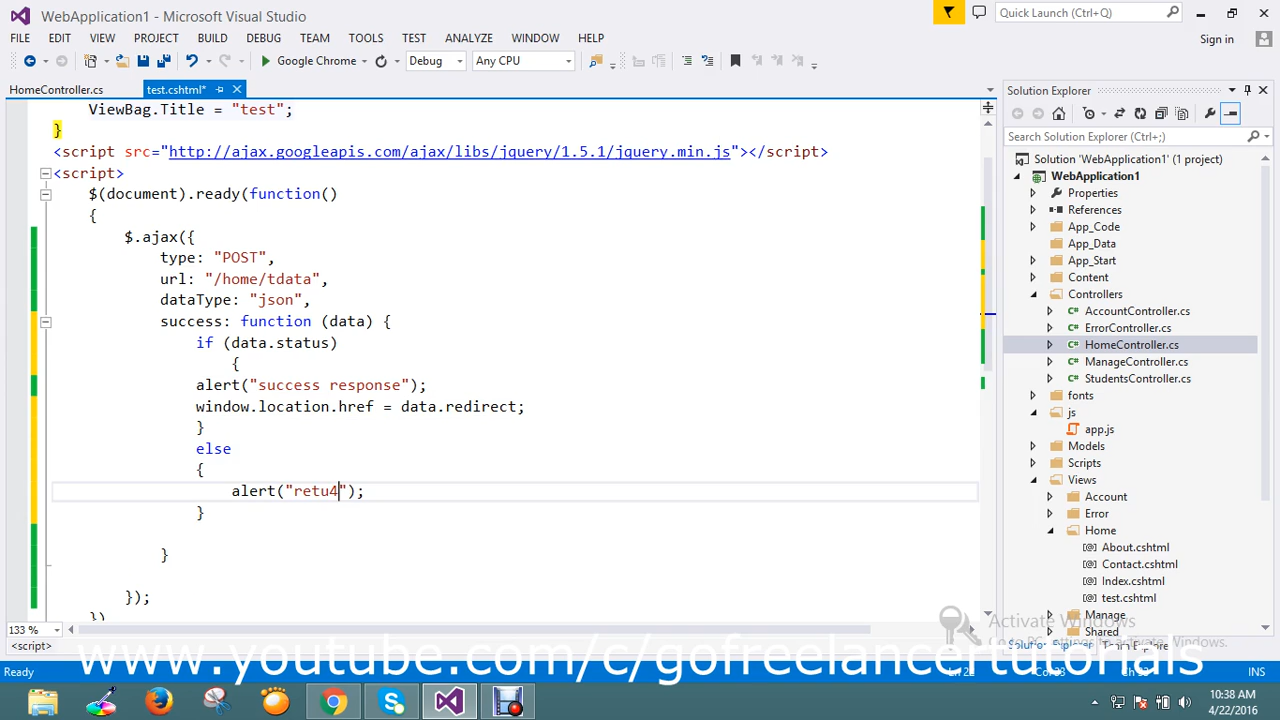 WebApplication1 - Microsoft Visual Studio
Quick Launch (Ctrl+Q)
FILE EDIT VIEW PROJECT BUILD DEBUG TEAM TOOLS TEST ANALYZE WINDOW HELP
Sign in
Google Chrome Debug Any CPU
HomeController.cs test.cshtml*
ViewBag.Title = "test";
}
<script src="http://ajax.googleapis.com/ajax/libs/jquery/1.5.1/jquery.min.js"></script>
<script>
$(document).ready(function()
{
$.ajax({
type: "POST",
url: "/home/tdata",
dataType: "json",
success: function (data) {
if (data.status)
{
alert("success response");
window.location.href = data.redirect;
}
else
{
alert("retu4");
}
}
});
})
133 %
<script>
Solution Explorer
Search Solution Explorer (Ctrl+;)
Solution 'WebApplication1' (1 project)
WebApplication1
Properties
References
App_Code
App_Data
App_Start
Content
Controllers
AccountController.cs
ErrorController.cs
HomeController.cs
ManageController.cs
StudentsController.cs
fonts
js
app.js
Models
Scripts
Views
Account
Error
Home
About.cshtml
Contact.cshtml
Index.cshtml
test.cshtml
Manage
Shared
Activate Windows
Go to PC settings to activate Windows.
www.youtube.com/c/gofreelancertutorials
Ready
INS
10:38 AM
4/22/2016